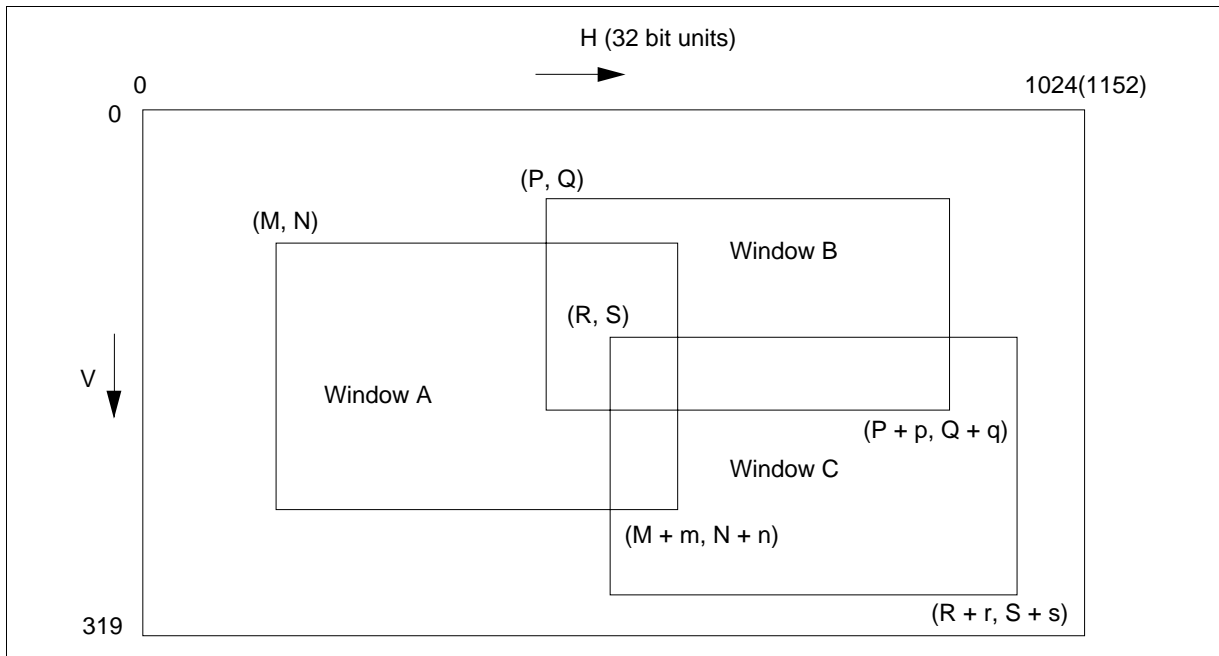 H (32 bit units)
0 1024(1152)
0
(P, Q)
(M, N)
Window B
(R, S)
V
Window A
(P + p, Q + q)
Window C
(M + m, N + n)
(R + r, S + s)
319